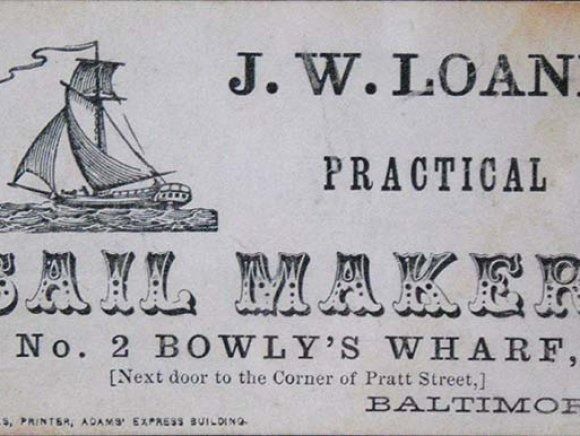 J. W. LOAN
PRACTICAL
SAIL MAKER
No. 2 BOWLY'S WHARF,
[Next door to the Corner of Pratt Street,]
BALTIMOR
S, PRINTER, ADAMS' EXPRESS BUILDING.